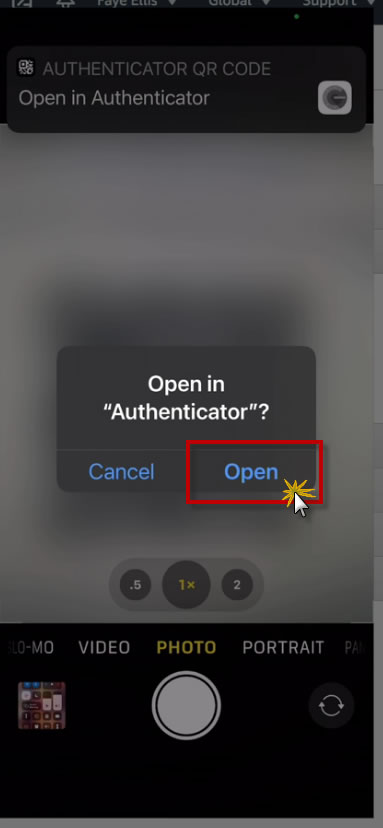 Faye Ellis
Global
Support
AUTHENTICATOR QR CODE
Open in Authenticator
Open in
“Authenticator”?
Cancel
Open
.5
1×
2
LO-MO
VIDEO
PHOTO
PORTRAIT
PAN